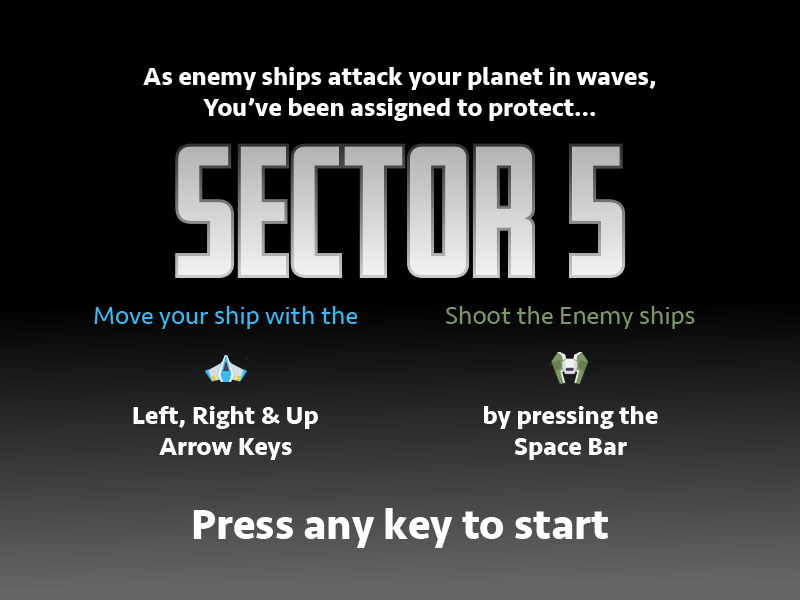 As enemy ships attack your planet in waves,
You’ve been assigned to protect...
SECTOR 5
Move your ship with the
Left, Right & Up
Arrow Keys
Shoot the Enemy ships
by pressing the
Space Bar
Press any key to start